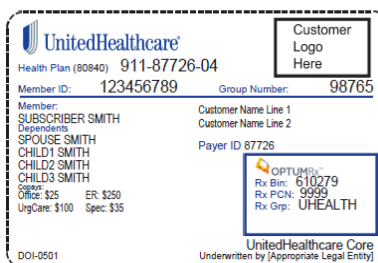 UnitedHealthcare®
Customer
Logo
Here
Health Plan (80840) 911-87726-04
Member ID: 123456789 Group Number: 98765
Member:
SUBSCRIBER SMITH
Dependents
SPOUSE SMITH
CHILD1 SMITH
CHILD2 SMITH
CHILD3 SMITH
Copays:
Office: $25 ER: $250
UrgCare: $100 Spec: $35
Customer Name Line 1
Customer Name Line 2
Payer ID 87726
OPTUMRx™
Rx Bin: 610279
Rx PCN: 9999
Rx Grp: UHEALTH
UnitedHealthcare Core
DOI-0501 Underwritten by [Appropriate Legal Entity]